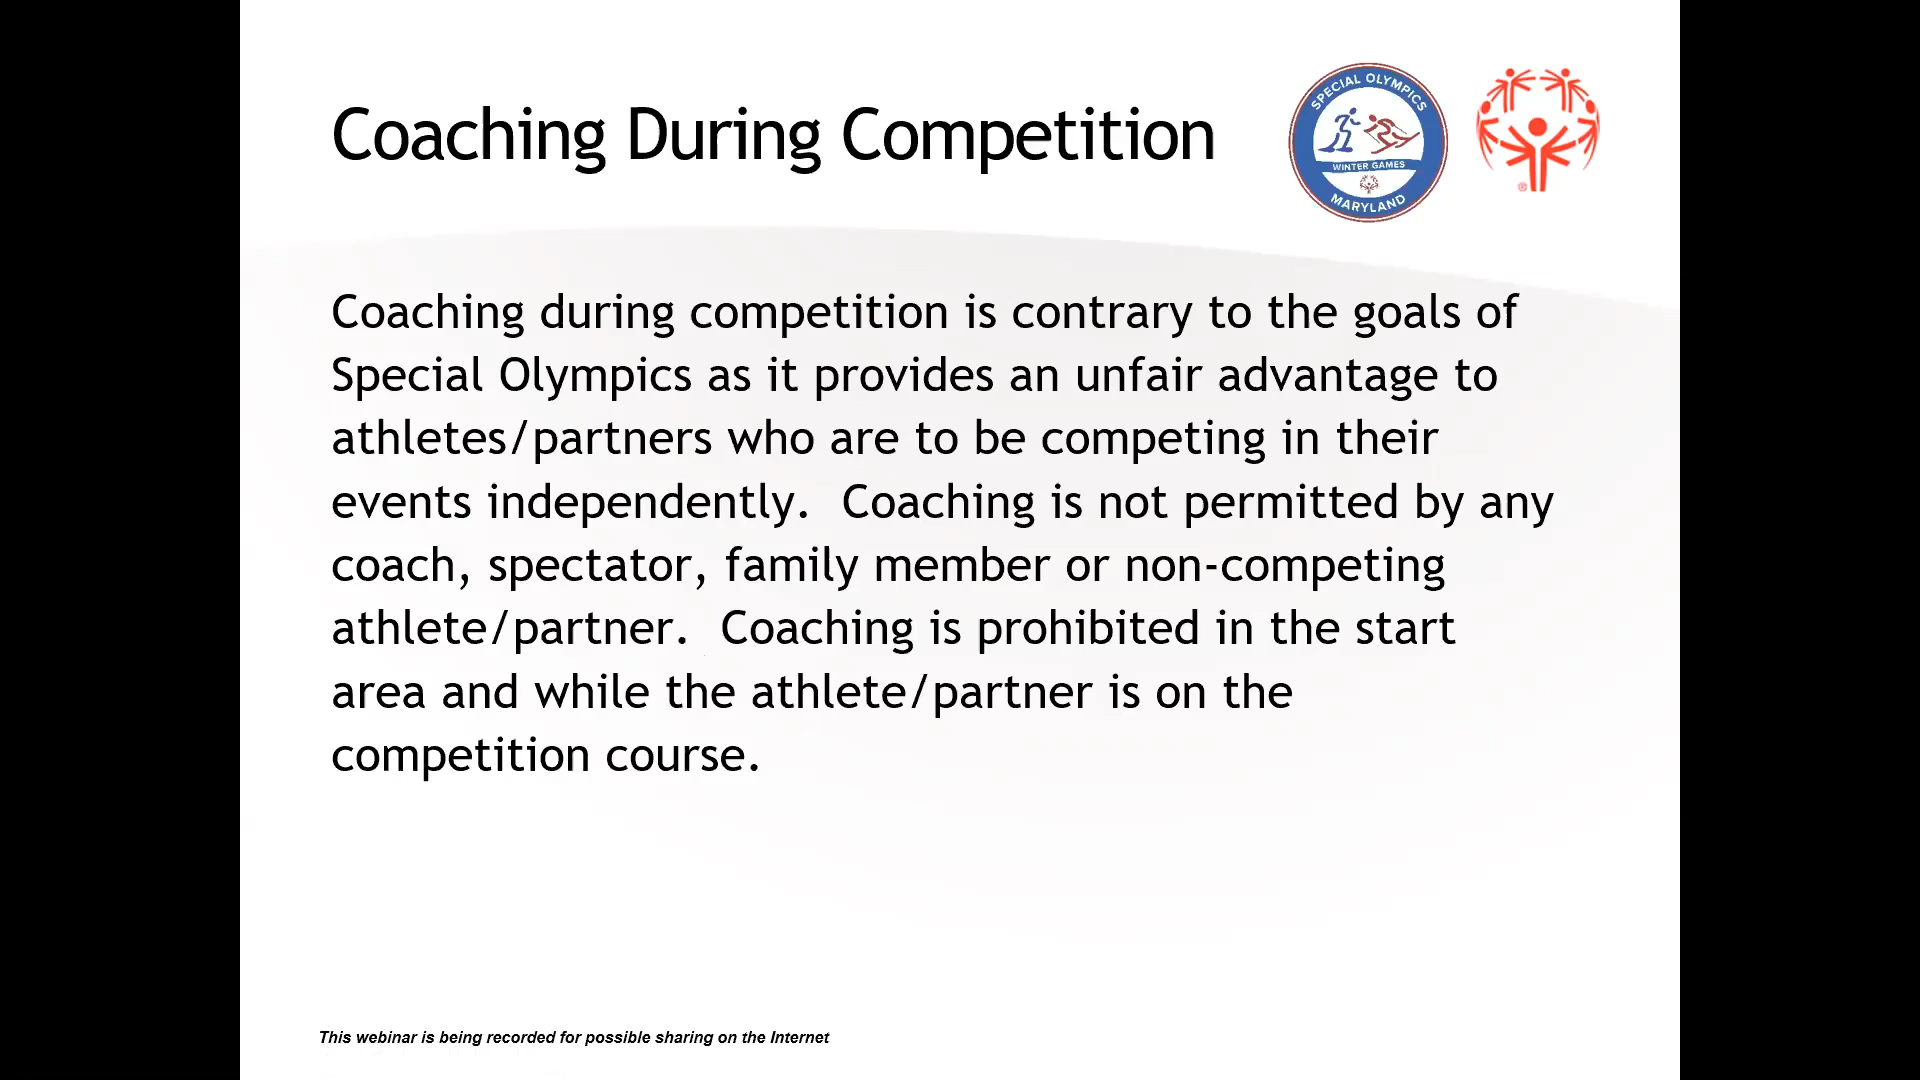 Coaching During Competition
SPECIAL OLYMPICS
WINTER GAMES
MARYLAND
®
Coaching during competition is contrary to the goals of
Special Olympics as it provides an unfair advantage to
athletes/partners who are to be competing in their
events independently.  Coaching is not permitted by any
coach, spectator, family member or non-competing
athlete/partner.  Coaching is prohibited in the start
area and while the athlete/partner is on the
competition course.
This webinar is being recorded for possible sharing on the Internet